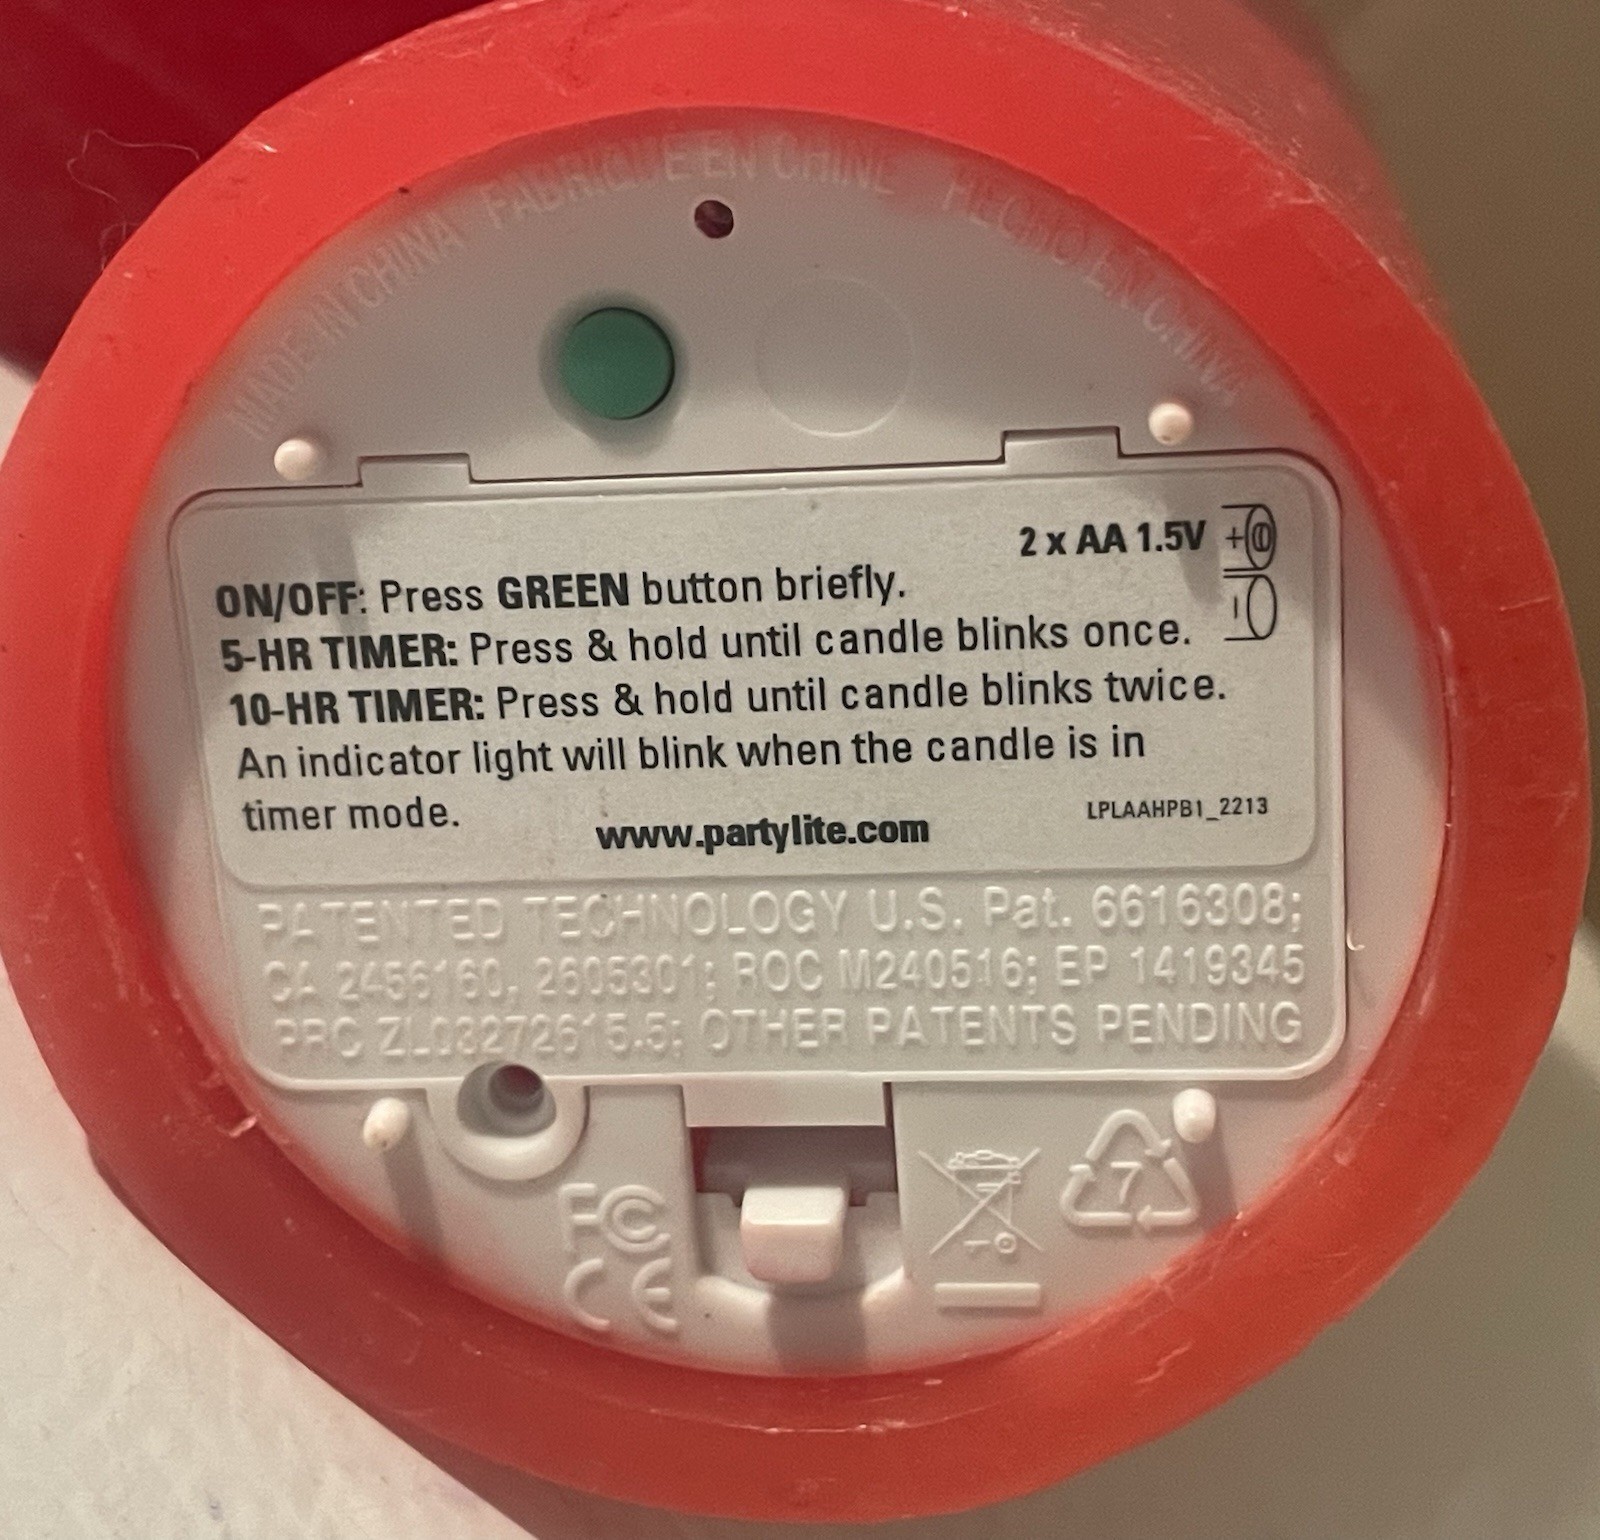 MADE IN CHINA FABRIQUÉ EN CHINE HECHO EN CHINA
2 x AA 1.5V + -
ON/OFF: Press GREEN button briefly.
5-HR TIMER: Press & hold until candle blinks once.
10-HR TIMER: Press & hold until candle blinks twice.
An indicator light will blink when the candle is in
timer mode.
www.partylite.com
LPLAAHPB1_2213
PATENTED TECHNOLOGY U.S. Pat. 6616308;
CA 2456160, 2605301; ROC M240516; EP 1419345
PRC ZL03272615.5; OTHER PATENTS PENDING
FC
CE
7